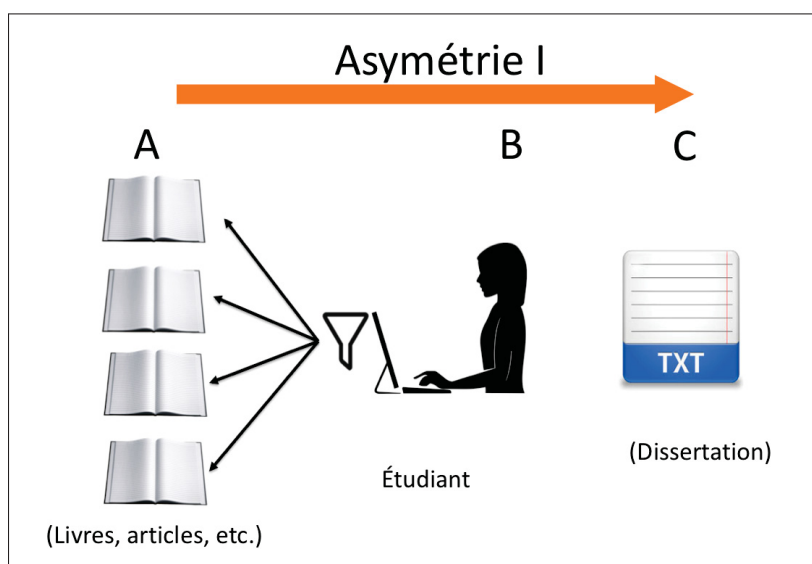 Asymétrie I
A
B
C
TXT
(Livres, articles, etc.)
Étudiant
(Dissertation)